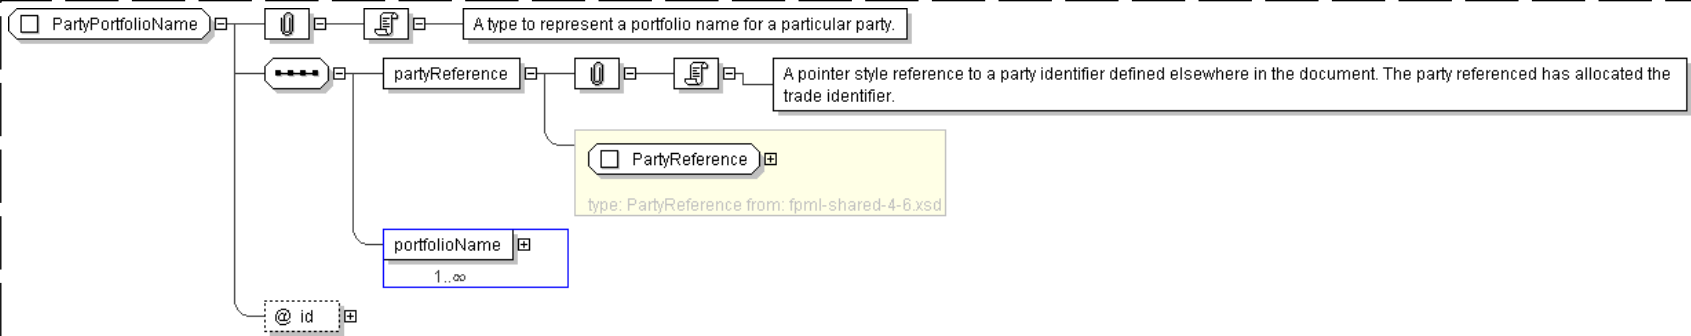 PartyPortfolioName
A type to represent a portfolio name for a particular party.
partyReference
A pointer style reference to a party identifier defined elsewhere in the document. The party referenced has allocated the
trade identifier.
PartyReference
type: PartyReference from: fpml-shared-4-6.xsd
portfolioName
1..∞
@ id